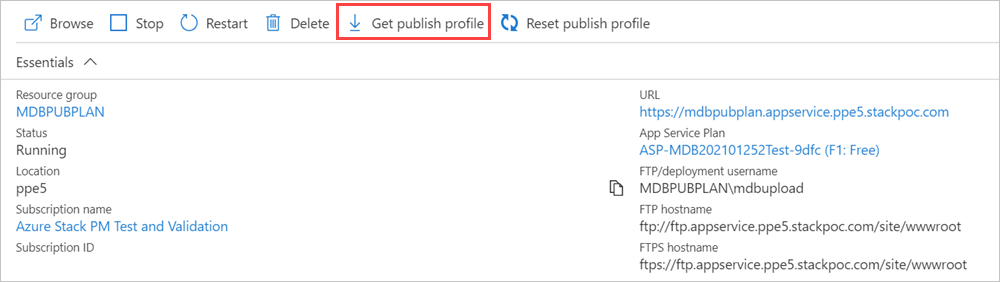 Browse Stop Restart Delete Get publish profile Reset publish profile
Essentials
Resource group
MDBPUBPLAN
Status
Running
Location
ppe5
Subscription name
Azure Stack PM Test and Validation
Subscription ID
URL
https://mdbpubplan.appservice.ppe5.stackpoc.com
App Service Plan
ASP-MDB202101252Test-9dfc (F1: Free)
FTP/deployment username
MDBPUBPLAN\mdbupload
FTP hostname
ftp://ftp.appservice.ppe5.stackpoc.com/site/wwwroot
FTPS hostname
ftps://ftp.appservice.ppe5.stackpoc.com/site/wwwroot